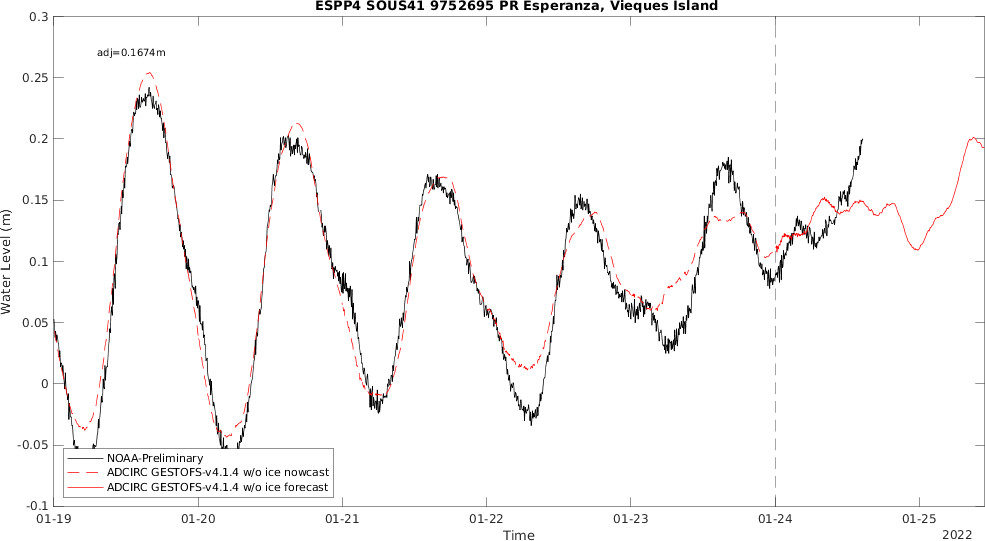 ESPP4 SOUS41 9752695 PR Esperanza, Vieques Island
0.3
adj=0.1674m
0.25
0.2
0.15
0.1
0.05
0
-0.05
-0.1
Water Level (m)
NOAA-Preliminary
ADCIRC GESTOFS-v4.1.4 w/o ice nowcast
ADCIRC GESTOFS-v4.1.4 w/o ice forecast
01-19 01-20 01-21 01-22 01-23 01-24 01-25
Time
2022